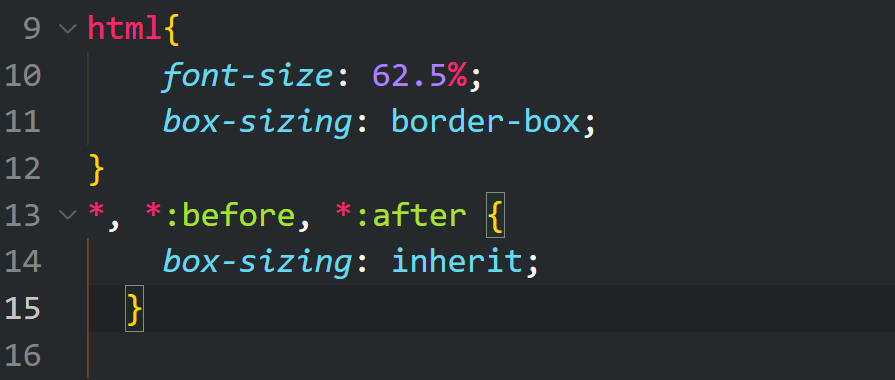 9 html{
10 font-size: 62.5%;
11 box-sizing: border-box;
12 }
13 *, *:before, *:after {
14 box-sizing: inherit;
15 }
16